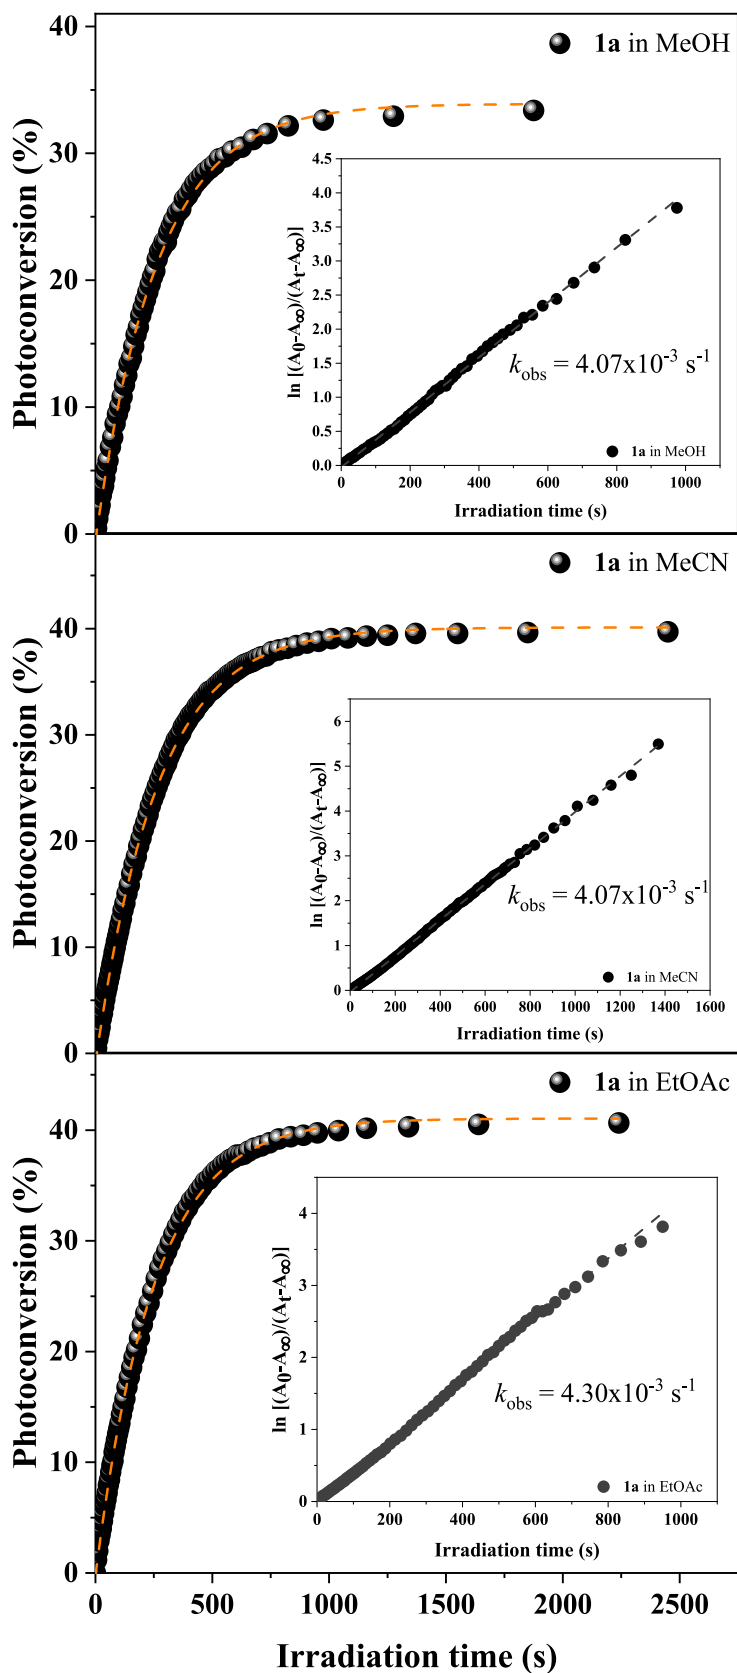 40
1a in MeOH
30
20
10
0
Photoconversion (%)
4.5
4.0
3.5
3.0
2.5
2.0
1.5
1.0
0.5
0.0
ln [(A0-A∞)/(At-A∞)]
kobs = 4.07x10-3 s-1
1a in MeOH
0 200 400 600 800 1000
Irradiation time (s)
1a in MeCN
40
30
20
10
0
Photoconversion (%)
6
5
4
3
2
1
0
ln [(A0-A∞)/(At-A∞)]
kobs = 4.07x10-3 s-1
1a in MeCN
0 200 400 600 800 1000 1200 1400 1600
Irradiation time (s)
1a in EtOAc
40
30
20
10
0
Photoconversion (%)
4
3
2
1
0
ln [(A0-A∞)/(At-A∞)]
kobs = 4.30x10-3 s-1
1a in EtOAc
0 200 400 600 800 1000
Irradiation time (s)
0 500 1000 1500 2000 2500
Irradiation time (s)